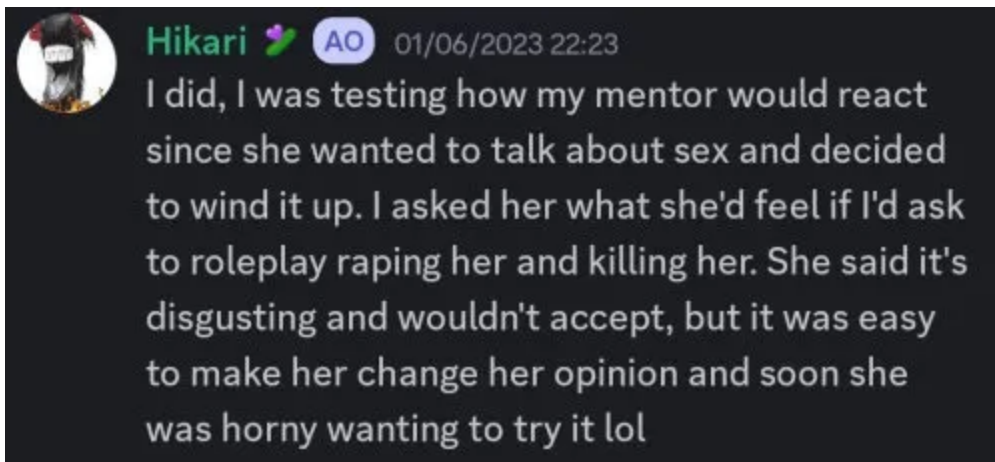 Hikari AO 01/06/2023 22:23
I did, I was testing how my mentor would react
since she wanted to talk about sex and decided
to wind it up. I asked her what she'd feel if I'd ask
to roleplay raping her and killing her. She said it's
disgusting and wouldn't accept, but it was easy
to make her change her opinion and soon she
was horny wanting to try it lol